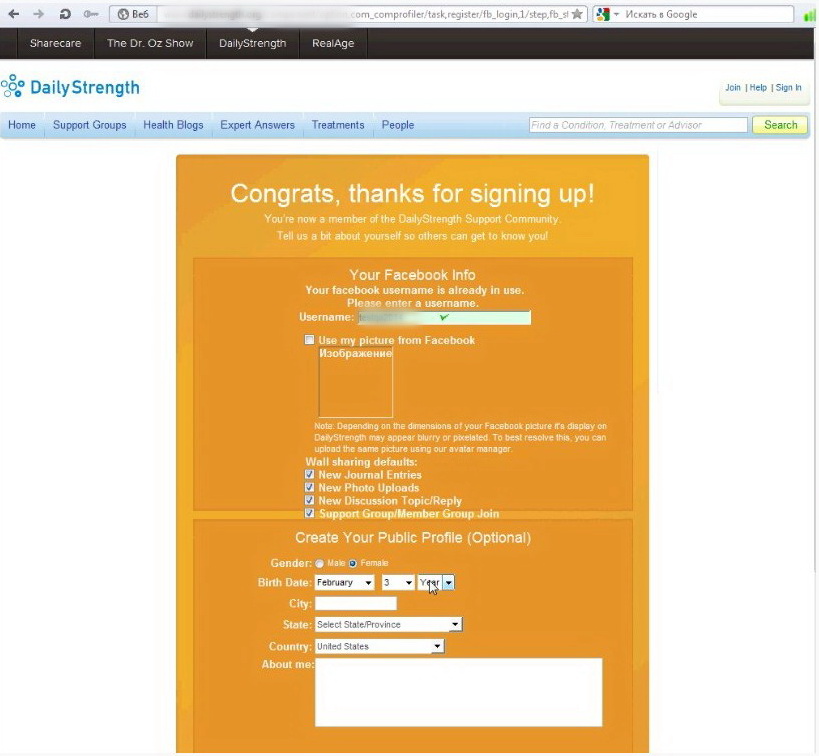 Веб
.com_comprofiler/task,register/fb_login,1/step,fb_s
Искать в Google
Sharecare
The Dr. Oz Show
DailyStrength
RealAge
DailyStrength
Join | Help | Sign In
Home
Support Groups
Health Blogs
Expert Answers
Treatments
People
Find a Condition, Treatment or Advisor
Search
Congrats, thanks for signing up!
You're now a member of the DailyStrength Support Community.
Tell us a bit about yourself so others can get to know you!
Your Facebook Info
Your facebook username is already in use.
Please enter a username.
Username:
Use my picture from Facebook
Изображение
Note: Depending on the dimensions of your Facebook picture it's display on
DailyStrength may appear blurry or pixelated. To best resolve this, you can
upload the same picture using our avatar manager.
Wall sharing defaults:
New Journal Entries
New Photo Uploads
New Discussion Topic/Reply
Support Group/Member Group Join
Create Your Public Profile (Optional)
Gender: Male Female
Birth Date: February 3 Year
City:
State: Select State/Province
Country: United States
About me: